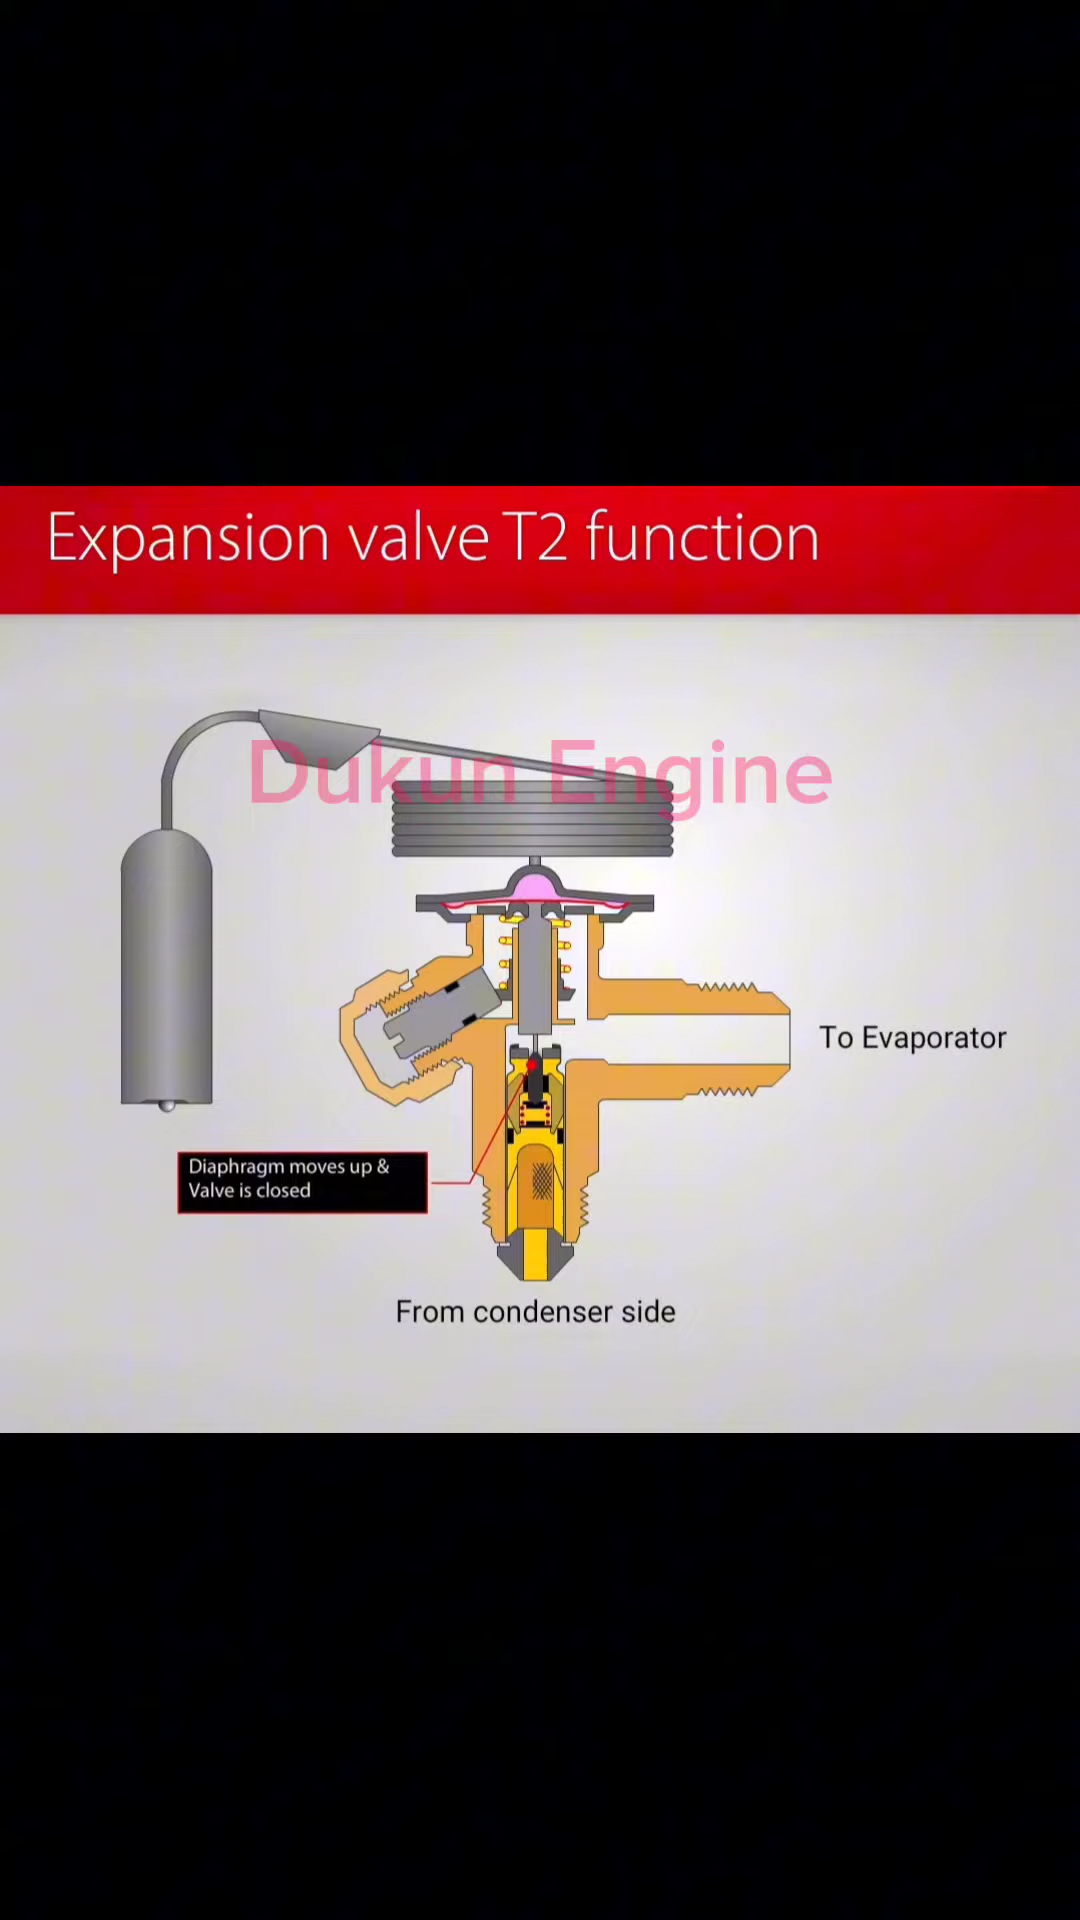 Expansion valve T2 function
Dukun Engine
To Evaporator
Diaphragm moves up &
Valve is closed
From condenser side